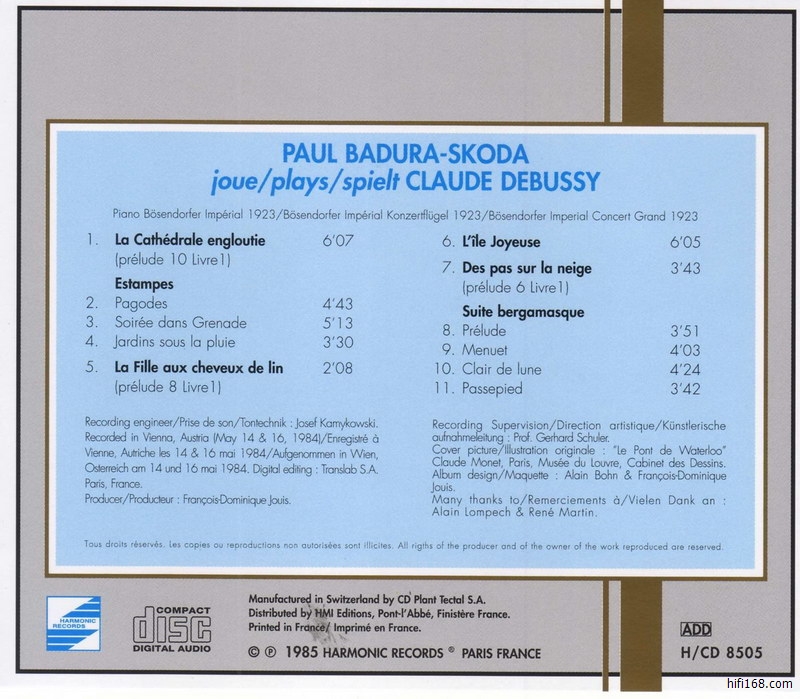 PAUL BADURA-SKODA
joue/plays/spielt CLAUDE DEBUSSY
Piano Bösendorfer Impérial 1923/Bösendorfer Impérial Konzertflügel 1923/Bösendorfer Imperial Concert Grand 1923
1. La Cathédrale engloutie 6'07
(prélude 10 Livre1)
Estampes
2. Pagodes 4'43
3. Soirée dans Grenade 5'13
4. Jardins sous la pluie 3'30
5. La Fille aux cheveux de lin 2'08
(prélude 8 Livre1)
6. L'île Joyeuse 6'05
7. Des pas sur la neige 3'43
(prélude 6 Livre1)
Suite bergamasque
8. Prélude 3'51
9. Menuet 4'03
10. Clair de lune 4'24
11. Passepied 3'42
Recording engineer/Prise de son/Tontechnik : Josef Kamykowski.
Recorded in Vienna, Austria (May 14 & 16, 1984)/Enregistré à
Vienne, Autriche les 14 & 16 mai 1984/Aufgenommen in Wien,
Osterreich am 14 und 16 mai 1984. Digital editing : Translab S.A.
Paris, France.
Producer/Producteur : François-Dominique Jouis.
Recording Supervision/Direction artistique/Künstlerische
aufnahmeleitung : Prof. Gerhard Schuler.
Cover picture/Illustration originale : "Le Pont de Waterloo"
Claude Monet, Paris, Musée du Louvre, Cabinet des Dessins.
Album design/Maquette : Alain Bohn & François-Dominique
Jouis.
Many thanks to/Remerciements à/Vielen Dank an :
Alain Lompech & René Martin.
Tous droits réservés. Les copies ou reproductions non autorisées sont illicites. All rigths of the producer and of the owner of the work reproduced are reserved.
HARMONIC
RECORDS
COMPACT
disc
DIGITAL AUDIO
Manufactured in Switzerland by CD Plant Tectal S.A.
Distributed by HMI Editions, Pont-l'Abbé, Finistère France.
Printed in France/ Imprimé en France.
© ℗ 1985 HARMONIC RECORDS ® PARIS FRANCE
ADD
H/CD 8505
hifi168.com